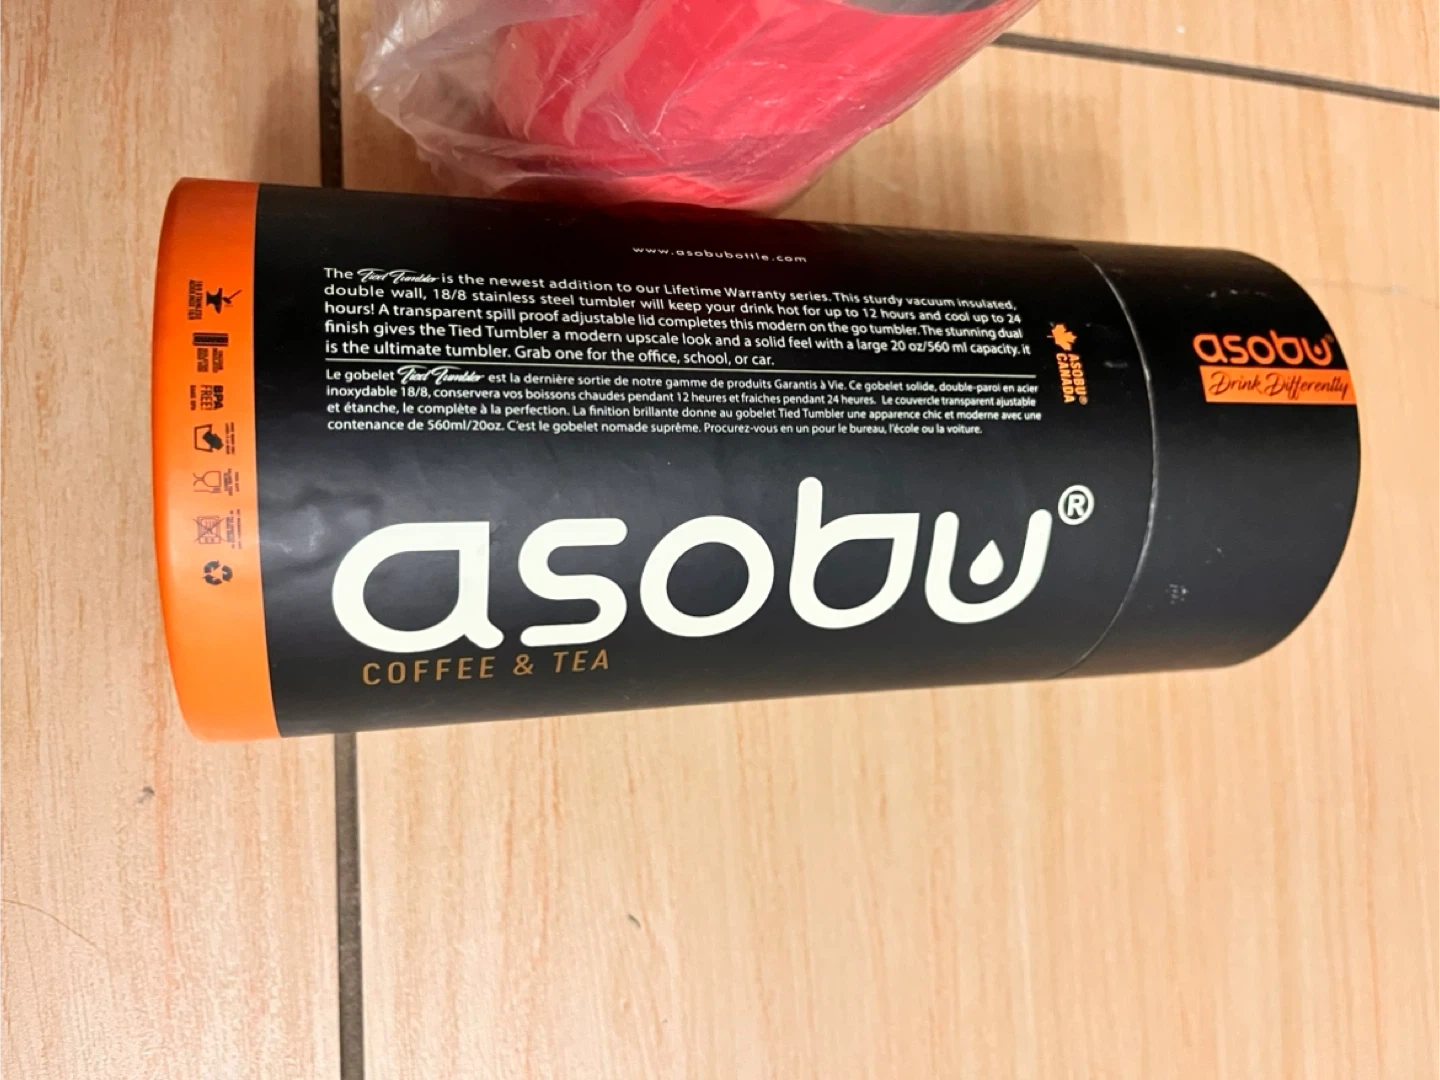 www.asobubottle.com
The Tied Tumbler is the newest addition to our Lifetime Warranty series. This sturdy vacuum insulated,
double wall, 18/8 stainless steel tumbler will keep your drink hot for up to 12 hours and cool up to 24
hours! A transparent spill proof adjustable lid completes this modern on the go tumbler. The stunning dual
finish gives the Tied Tumbler a modern upscale look and a solid feel with a large 20 oz/560 ml capacity. it
is the ultimate tumbler. Grab one for the office, school, or car.
Le gobelet Tied Tumbler est la dernière sortie de notre gamme de produits Garantis à Vie. Ce gobelet solide, double-paroi en acier
inoxydable 18/8, conservera vos boissons chaudes pendant 12 heures et fraiches pendant 24 heures. Le couvercle transparent ajustable
et étanche, le complète à la perfection. La finition brillante donne au gobelet Tied Tumbler une apparence chic et moderne avec une
contenance de 560ml/20oz. C'est le gobelet nomade suprême. Procurez-vous en un pour le bureau, l'école ou la voiture.
ASOBU®
CANADA
asobu
Drink Differently
asobu®
COFFEE & TEA
BPA
FREE!